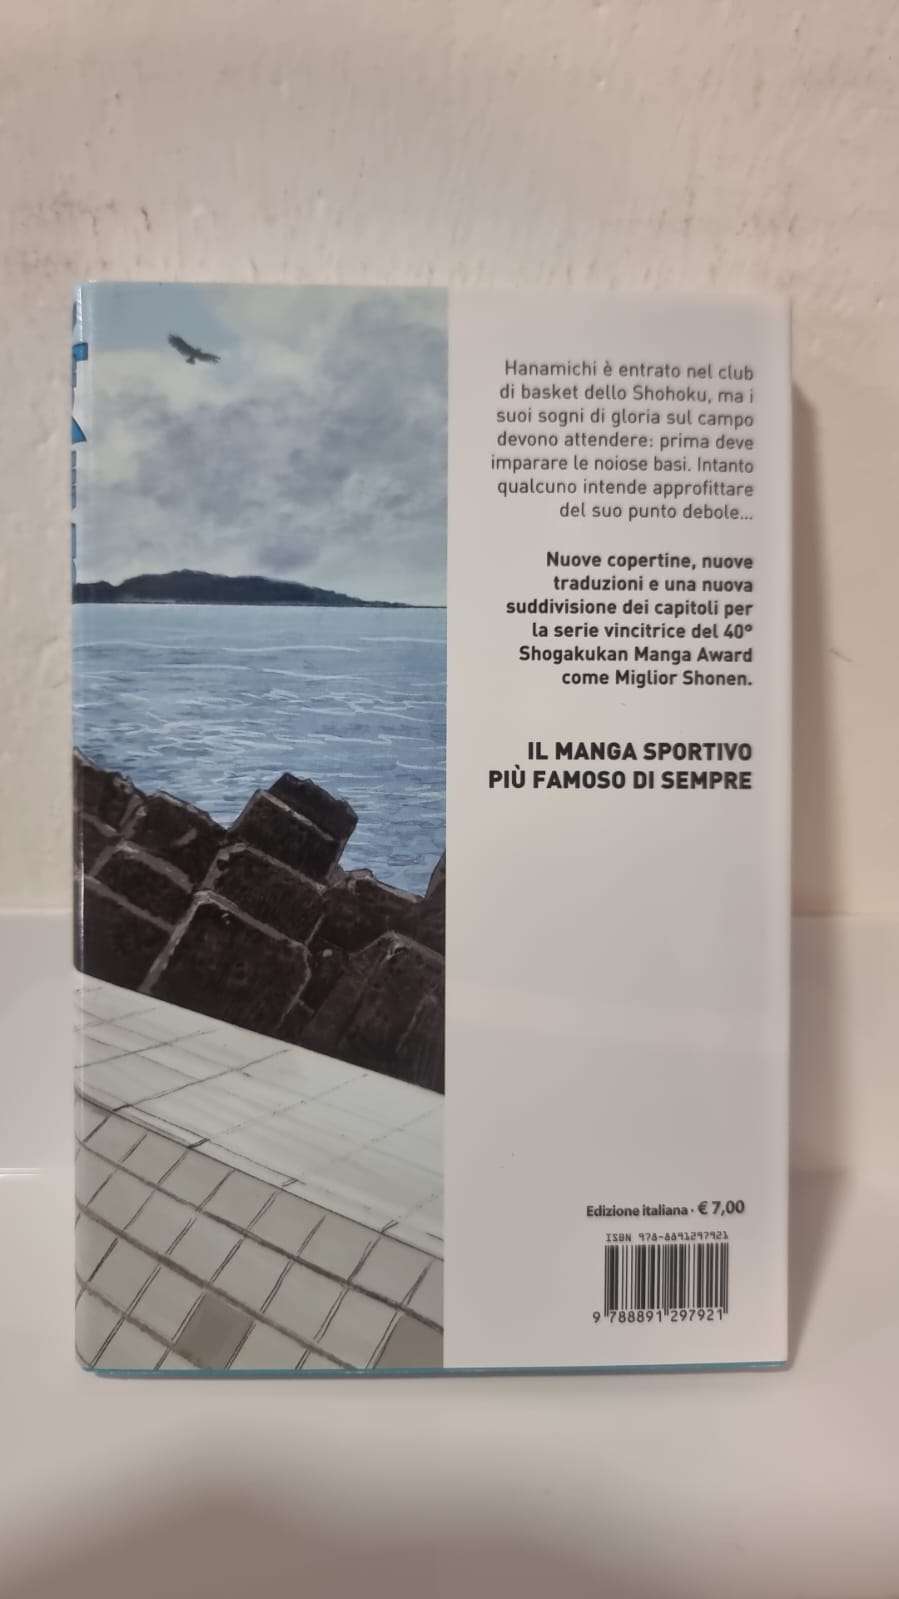 Hanamichi è entrato nel club
di basket dello Shohoku, ma i
suoi sogni di gloria sul campo
devono attendere: prima deve
imparare le noiose basi. Intanto
qualcuno intende approfittare
del suo punto debole...
Nuove copertine, nuove
traduzioni e una nuova
suddivisione dei capitoli per
la serie vincitrice del 40°
Shogakukan Manga Award
come Miglior Shonen.
IL MANGA SPORTIVO
PIÙ FAMOSO DI SEMPRE
Edizione italiana · € 7,00
ISBN 978-8891297921
9 788891 297921